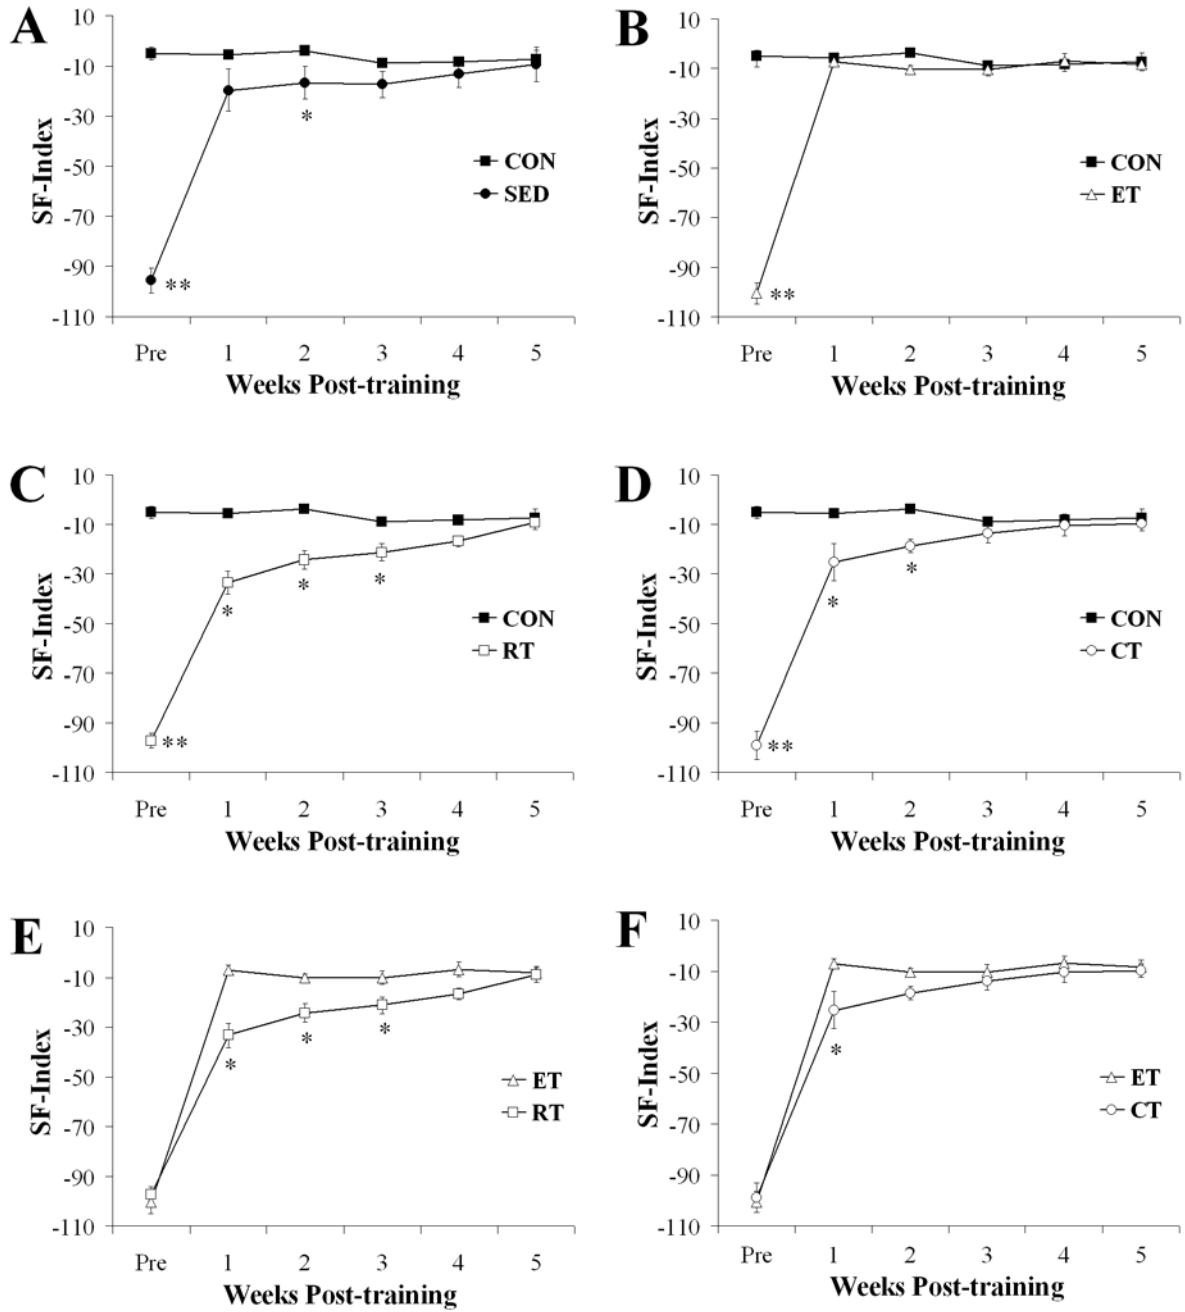 A
10
-10
-30
-50
-70
-90
-110
SF-Index
**
*
CON
SED
Pre 1 2 3 4 5
Weeks Post-training
B
10
-10
-30
-50
-70
-90
-110
SF-Index
**
CON
ET
Pre 1 2 3 4 5
Weeks Post-training
C
10
-10
-30
-50
-70
-90
-110
SF-Index
**
* * *
CON
RT
Pre 1 2 3 4 5
Weeks Post-training
D
10
-10
-30
-50
-70
-90
-110
SF-Index
**
* *
CON
CT
Pre 1 2 3 4 5
Weeks Post-training
E
10
-10
-30
-50
-70
-90
-110
SF-Index
* * *
ET
RT
Pre 1 2 3 4 5
Weeks Post-training
F
10
-10
-30
-50
-70
-90
-110
SF-Index
*
ET
CT
Pre 1 2 3 4 5
Weeks Post-training